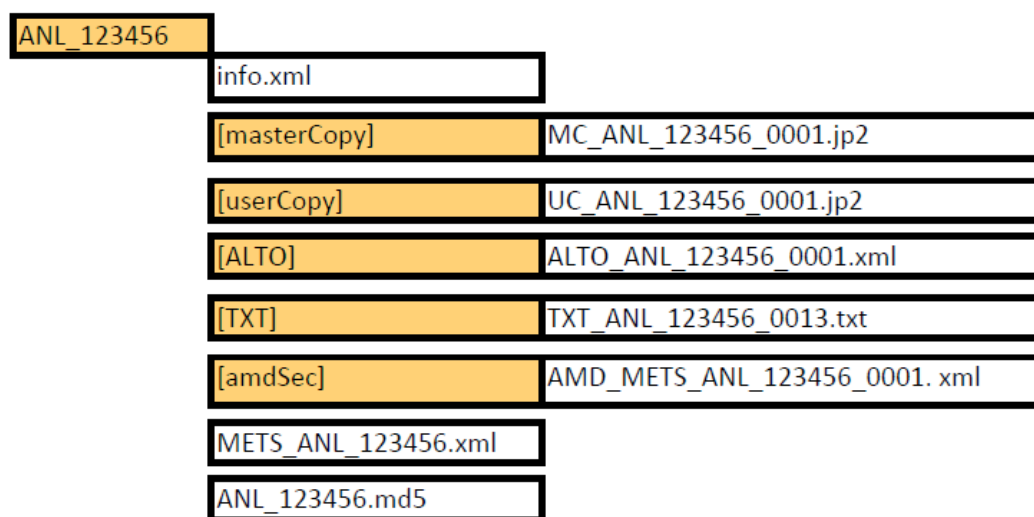 ANL_123456
info.xml
[masterCopy] MC_ANL_123456_0001.jp2
[userCopy] UC_ANL_123456_0001.jp2
[ALTO] ALTO_ANL_123456_0001.xml
[TXT] TXT_ANL_123456_0013.txt
[amdSec] AMD_METS_ANL_123456_0001. xml
METS_ANL_123456.xml
ANL_123456.md5